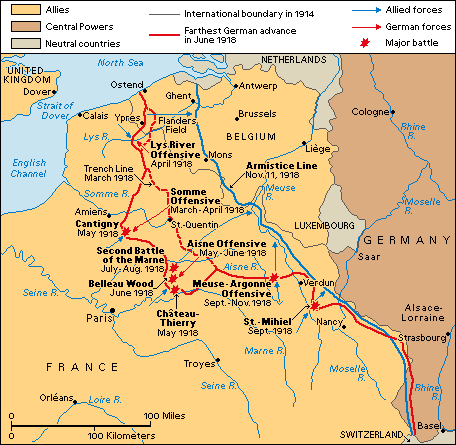 Allies
Central Powers
Neutral countries
International boundary in 1914
Farthest German advance
in June 1918
Allied forces
German forces
Major battle
North Sea
NETHERLANDS
UNITED
KINGDOM
Dover
Ostend
Ghent
Antwerp
Strait of
Dover
Calais
Ypres
Flanders
Field
Brussels
Cologne
Rhine
R.
Lys R.
Lys River
Offensive
April 1918
BELGIUM
Liège
English
Channel
Mons
Armistice Line
Nov. 11, 1918
Trench Line
March 1918
Meuse
R.
Somme R.
Somme
Offensive
March-April 1918
Moselle
R.
Amiens
Cantigny
May 1918
St-Quentin
LUXEMBOURG
GERMANY
Aisne Offensive
May-June 1918
Second Battle
of the Marne
July-Aug. 1918
Saar
Aisne R.
Belleau Wood
June 1918
Meuse-Argonne
Offensive
Sept.-Nov. 1918
Verdun
Seine R.
Paris
Château-
Thierry
May 1918
St.-Mihiel
Sept. 1918
Nancy
Alsace-
Lorraine
Strasbourg
Marne R.
Moselle
R.
FRANCE
Troyes
Seine R.
Rhine
R.
Orléans
Loire R.
0
100 Miles
0
100 Kilometers
SWITZERLAND
Basel